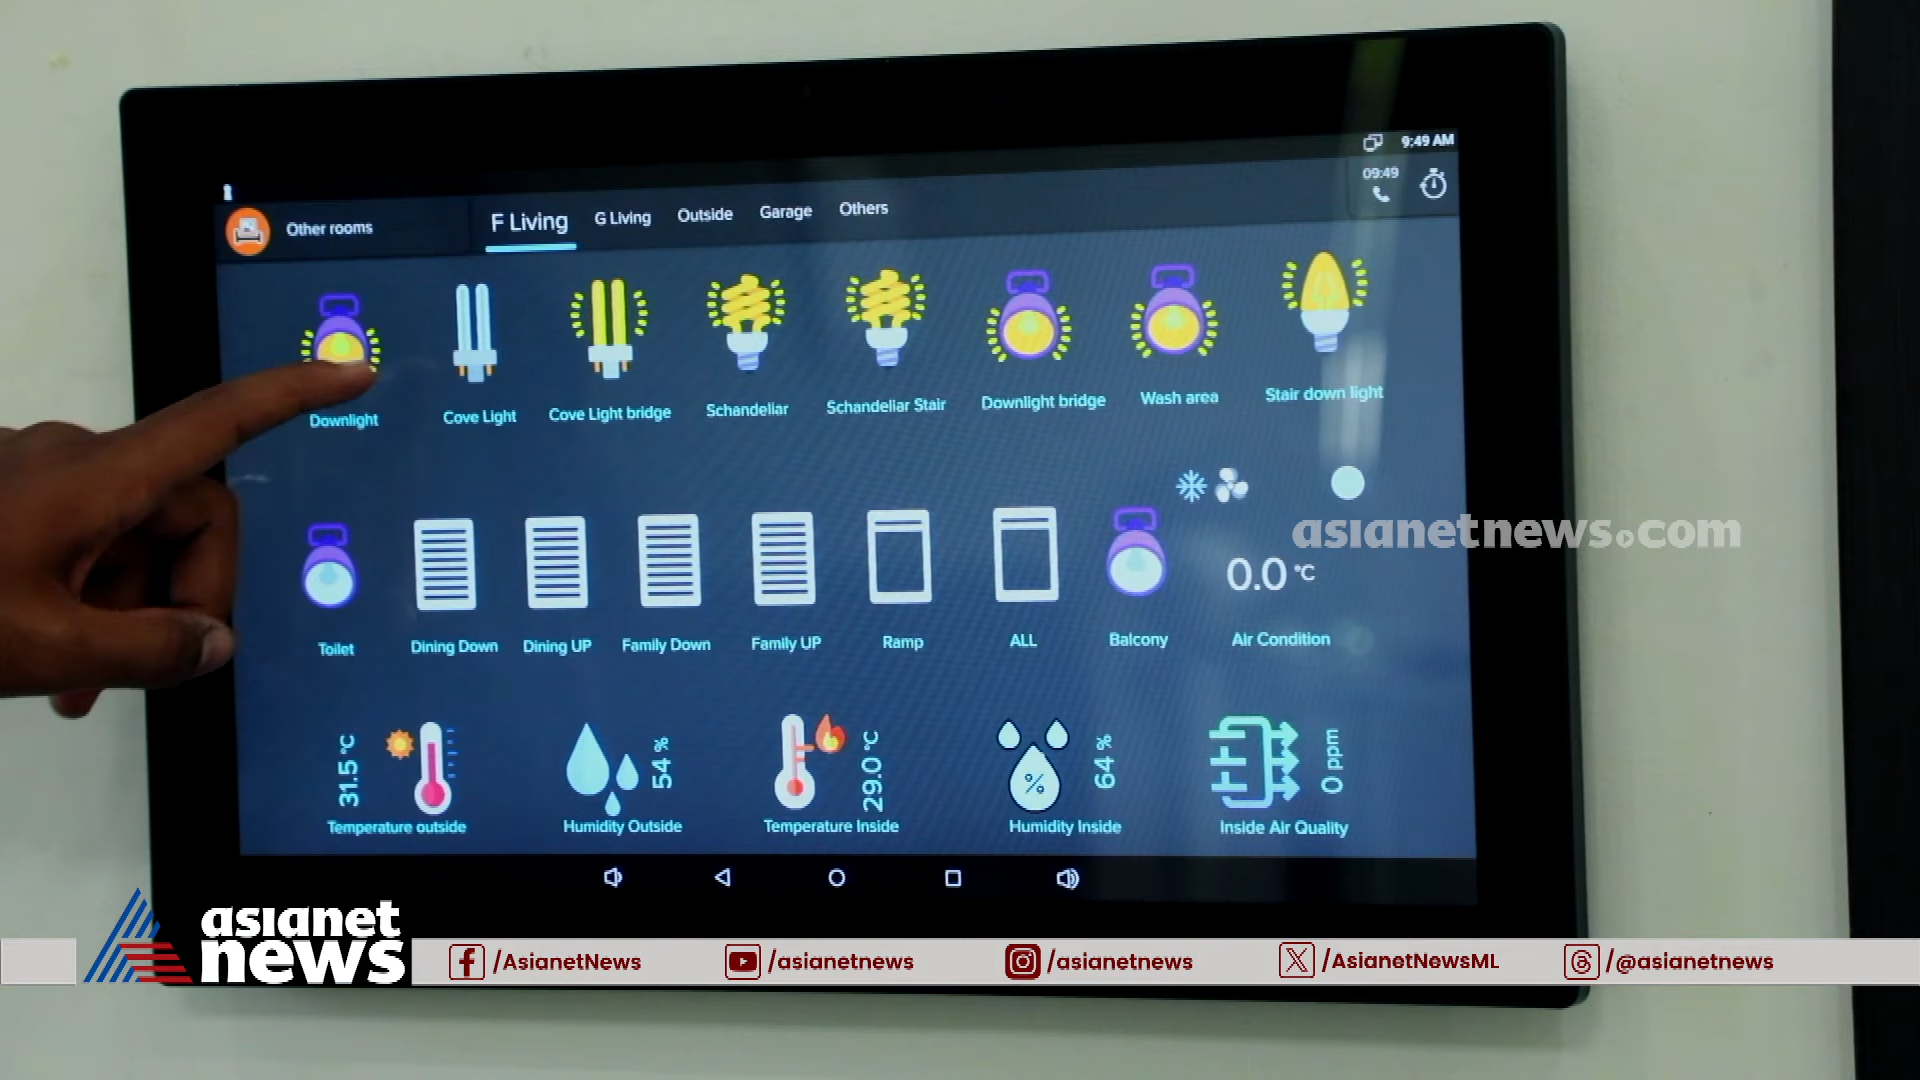 9:49 AM
09:49
Other rooms
F Living
G Living
Outside
Garage
Others
Downlight
Cove Light
Cove Light bridge
Schandeliar
Schandeliar Stair
Downlight bridge
Wash area
Stair down light
asianetnews.com
0.0 °C
Toilet
Dining Down
Dining UP
Family Down
Family UP
Ramp
ALL
Balcony
Air Condition
31.5 °C
54 %
29.0 °C
%
64 %
0 ppm
Temperature outside
Humidity Outside
Temperature Inside
Humidity Inside
Inside Air Quality
asianet
news
/AsianetNews
/asianetnews
/asianetnews
/AsianetNewsML
/@asianetnews